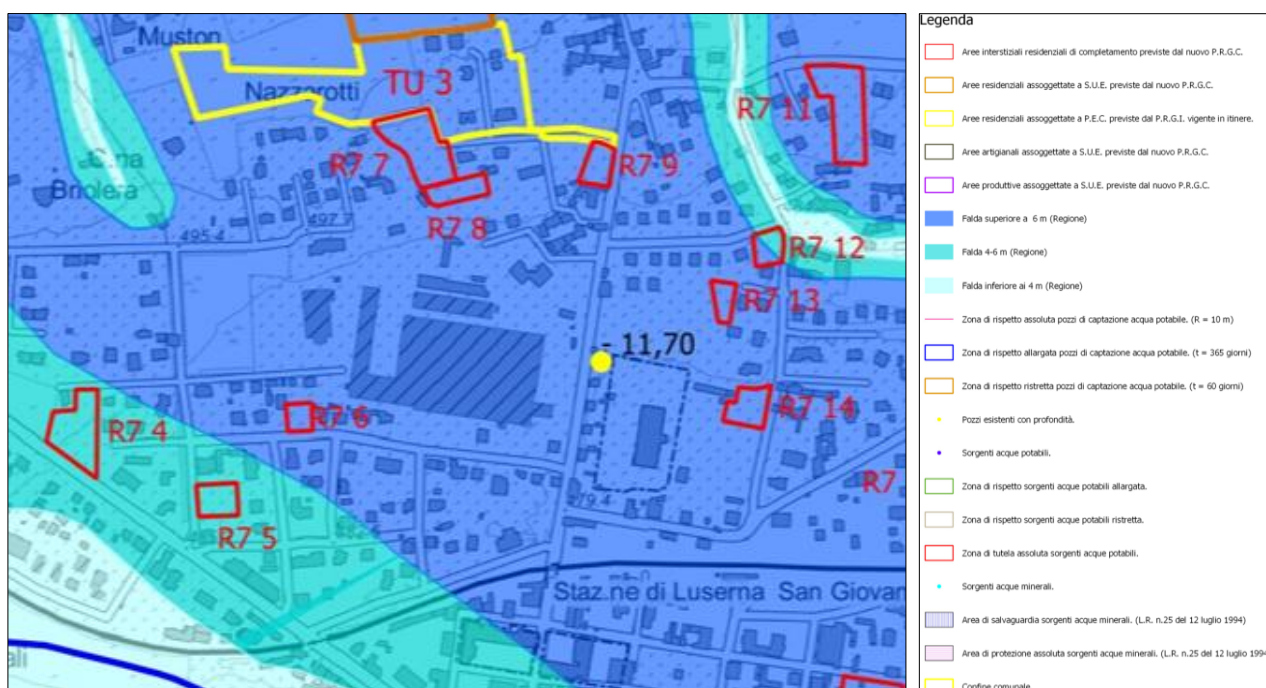 Muston
Nazzarotti
TU 3
R7 11
R7 7
R7 9
Briolera
497.7
R7 8
495.4
R7 12
R7 13
- 11,70
R7 4
R7 6
R7 14
R7
479.4
R7 5
Staz.ne di Luserna San Giovan
ali
Legenda
Aree interstiziali residenziali di completamento previste dal nuovo P.R.G.C.
Aree residenziali assoggettate a S.U.E. previste dal nuovo P.R.G.C.
Aree residenziali assoggettate a P.E.C. previste dal P.R.G.I. vigente in itinere.
Aree artigianali assoggettate a S.U.E. previste dal nuovo P.R.G.C.
Aree produttive assoggettate a S.U.E. previste dal nuovo P.R.G.C.
Falda superiore a 6 m (Regione)
Falda 4-6 m (Regione)
Falda inferiore ai 4 m (Regione)
Zona di rispetto assoluta pozzi di captazione acqua potabile. (R = 10 m)
Zona di rispetto allargata pozzi di captazione acqua potabile. (t = 365 giorni)
Zona di rispetto ristretta pozzi di captazione acqua potabile. (t = 60 giorni)
Pozzi esistenti con profondità.
Sorgenti acque potabili.
Zona di rispetto sorgenti acque potabili allargata.
Zona di rispetto sorgenti acque potabili ristretta.
Zona di tutela assoluta sorgenti acque potabili.
Sorgenti acque minerali.
Area di salvaguardia sorgenti acque minerali. (L.R. n.25 del 12 luglio 1994)
Area di protezione assoluta sorgenti acque minerali. (L.R. n.25 del 12 luglio 1994
Confine comunale